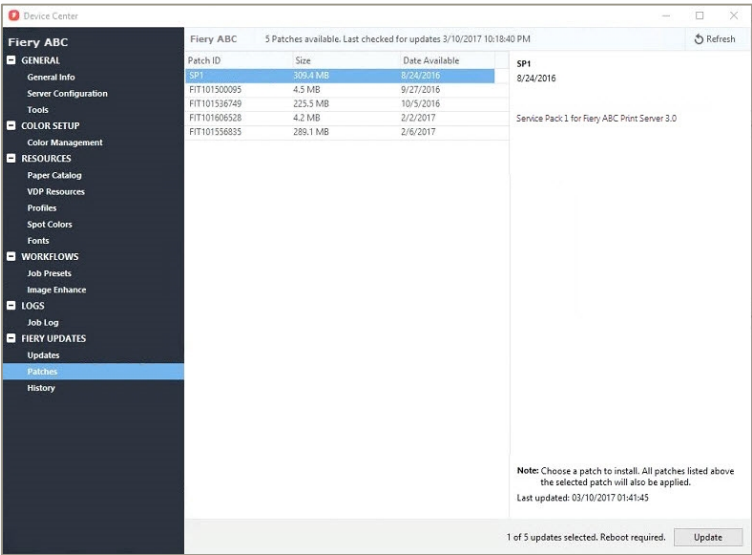 Device Center
Fiery ABC
GENERAL
General Info
Server Configuration
Tools
COLOR SETUP
Color Management
RESOURCES
Paper Catalog
VDP Resources
Profiles
Spot Colors
Fonts
WORKFLOWS
Job Presets
Image Enhance
LOGS
Job Log
FIERY UPDATES
Updates
Patches
History
Fiery ABC 5 Patches available. Last checked for updates 3/10/2017 10:18:40 PM Refresh
Patch ID Size Date Available
SP1 309.4 MB 8/24/2016
FIT101500095 4.5 MB 9/27/2016
FIT101536749 225.5 MB 10/5/2016
FIT101606528 4.2 MB 2/2/2017
FIT101556835 289.1 MB 2/6/2017
SP1
8/24/2016
Service Pack 1 for Fiery ABC Print Server 3.0
Note: Choose a patch to install. All patches listed above
the selected patch will also be applied.
Last updated: 03/10/2017 01:41:45
1 of 5 updates selected. Reboot required. Update